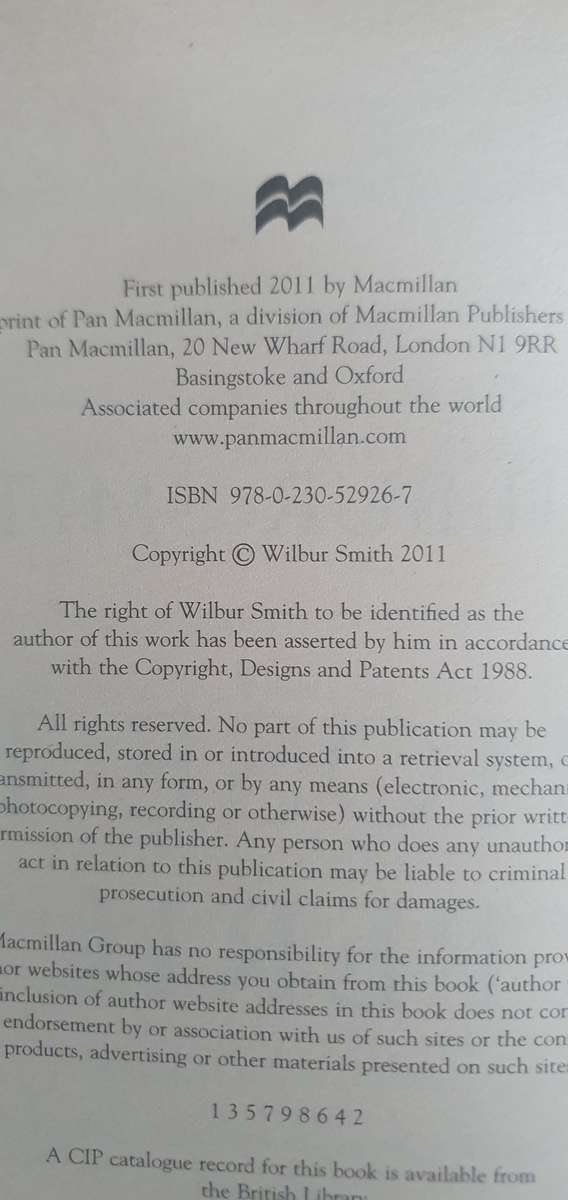 First published 2011 by Macmillan
print of Pan Macmillan, a division of Macmillan Publishers
Pan Macmillan, 20 New Wharf Road, London N1 9RR
Basingstoke and Oxford
Associated companies throughout the world
www.panmacmillan.com
ISBN 978-0-230-52926-7
Copyright © Wilbur Smith 2011
The right of Wilbur Smith to be identified as the
author of this work has been asserted by him in accordance
with the Copyright, Designs and Patents Act 1988.
All rights reserved. No part of this publication may be
reproduced, stored in or introduced into a retrieval system, o
ansmitted, in any form, or by any means (electronic, mechan
photocopying, recording or otherwise) without the prior writt
rmission of the publisher. Any person who does any unauthor
act in relation to this publication may be liable to criminal
prosecution and civil claims for damages.
Macmillan Group has no responsibility for the information prov
hor websites whose address you obtain from this book ('author
inclusion of author website addresses in this book does not con
endorsement by or association with us of such sites or the con
products, advertising or other materials presented on such sites
1 3 5 7 9 8 6 4 2
A CIP catalogue record for this book is available from
the British Library